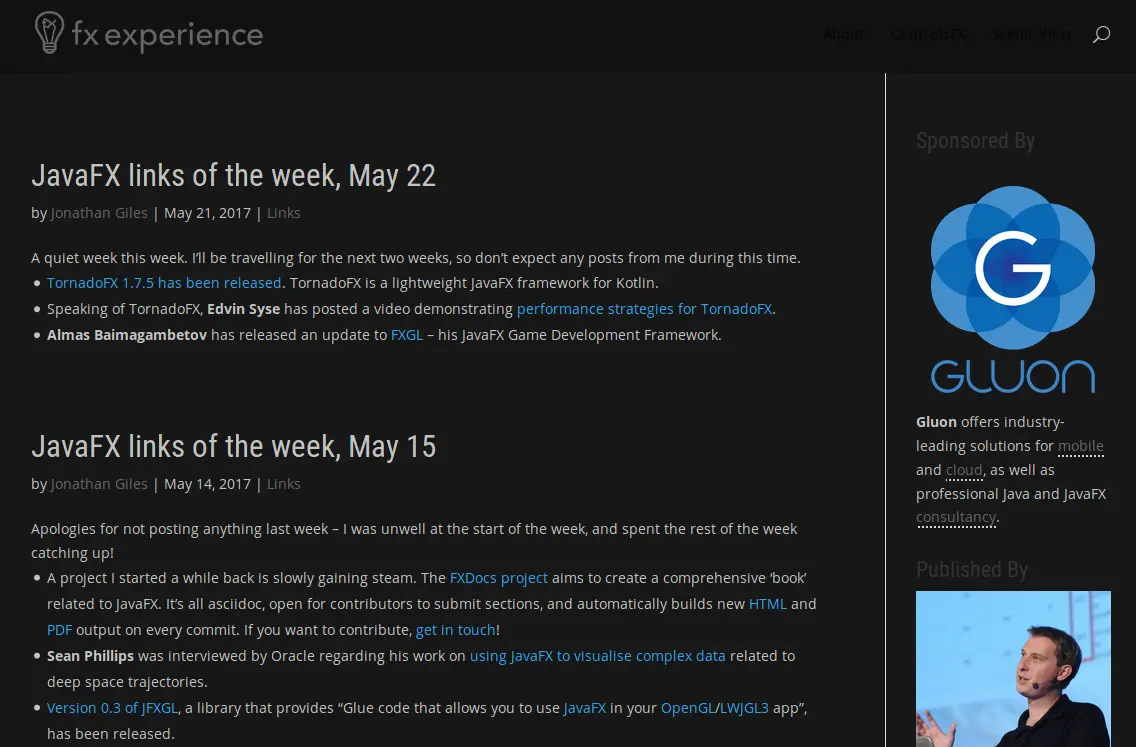 fx experience
About ControlsFX Scenic View
JavaFX links of the week, May 22
by Jonathan Giles | May 21, 2017 | Links
A quiet week this week. I’ll be travelling for the next two weeks, so don’t expect any posts from me during this time.
• TornadoFX 1.7.5 has been released. TornadoFX is a lightweight JavaFX framework for Kotlin.
• Speaking of TornadoFX, Edvin Syse has posted a video demonstrating performance strategies for TornadoFX.
• Almas Baimagambetov has released an update to FXGL – his JavaFX Game Development Framework.
JavaFX links of the week, May 15
by Jonathan Giles | May 14, 2017 | Links
Apologies for not posting anything last week – I was unwell at the start of the week, and spent the rest of the week
catching up!
• A project I started a while back is slowly gaining steam. The FXDocs project aims to create a comprehensive ‘book’
related to JavaFX. It’s all asciidoc, open for contributors to submit sections, and automatically builds new HTML and
PDF output on every commit. If you want to contribute, get in touch!
• Sean Phillips was interviewed by Oracle regarding his work on using JavaFX to visualise complex data related to
deep space trajectories.
• Version 0.3 of JFXGL, a library that provides “Glue code that allows you to use JavaFX in your OpenGL/LWJGL3 app”,
has been released.
Sponsored By
G
GLUON
Gluon offers industry-
leading solutions for mobile
and cloud, as well as
professional Java and JavaFX
consultancy.
Published By